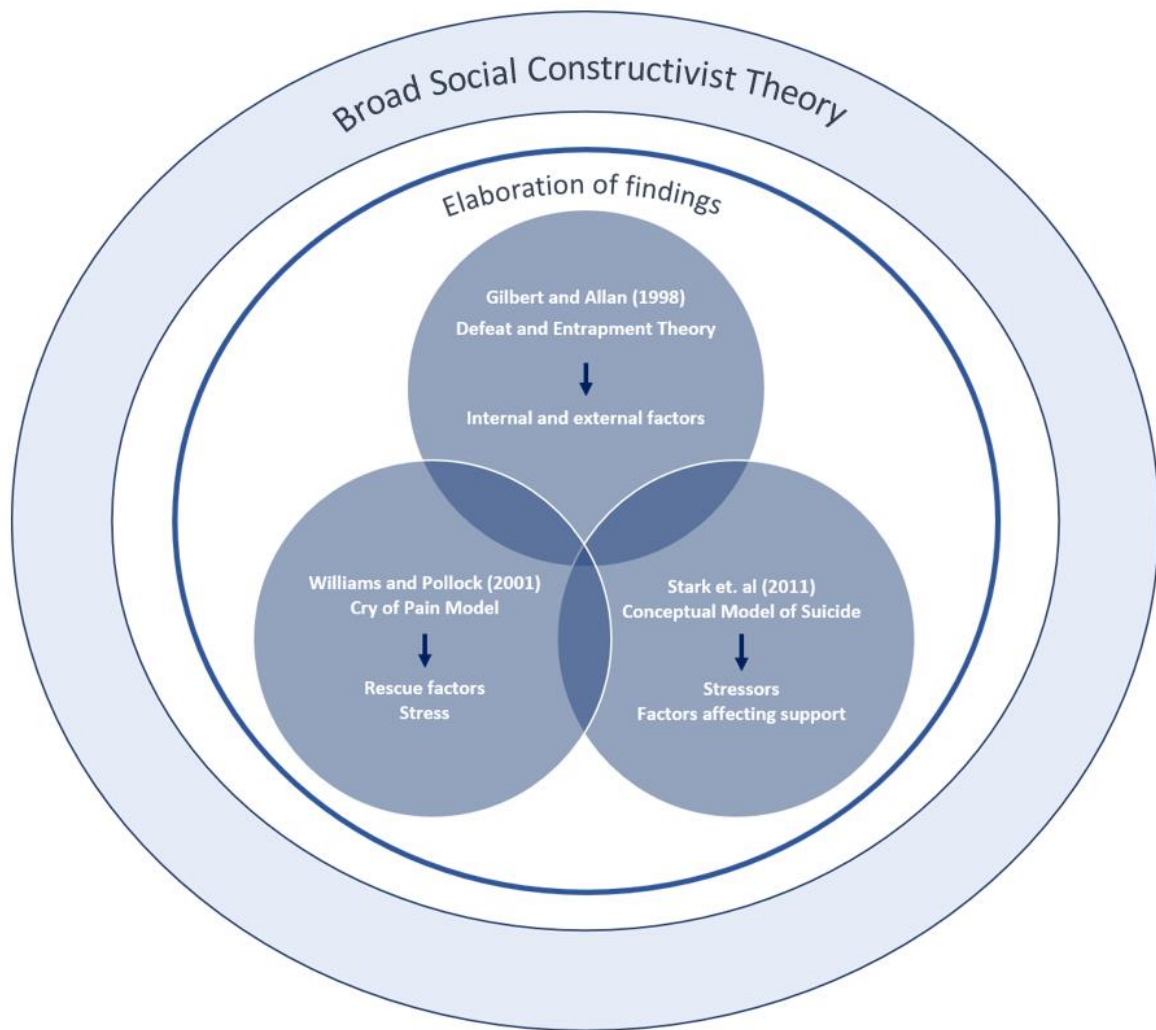 Broad Social Constructivist Theory
Elaboration of findings
Gilbert and Allan (1998)
Defeat and Entrapment Theory
Internal and external factors
Williams and Pollock (2001)
Cry of Pain Model
Rescue factors
Stress
Stark et. al (2011)
Conceptual Model of Suicide
Stressors
Factors affecting support